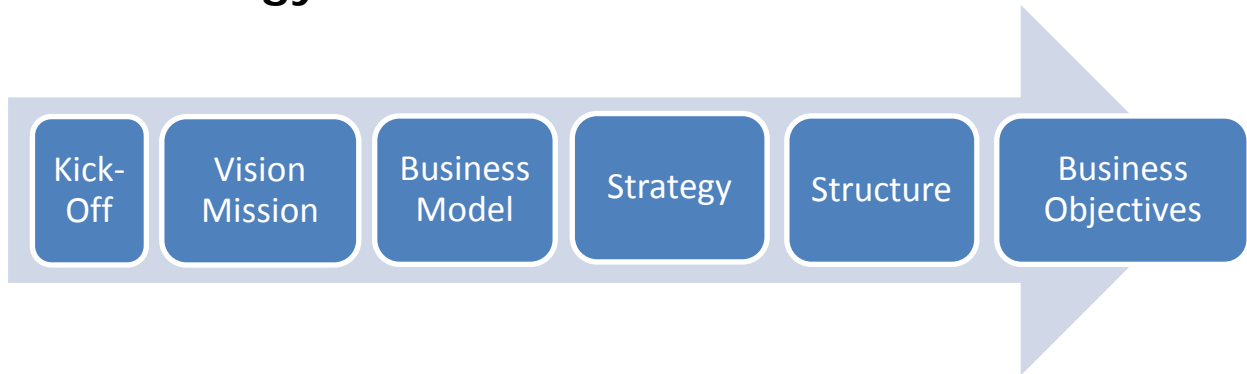 Kick-
Off
Vision
Mission
Business
Model
Strategy
Structure
Business
Objectives